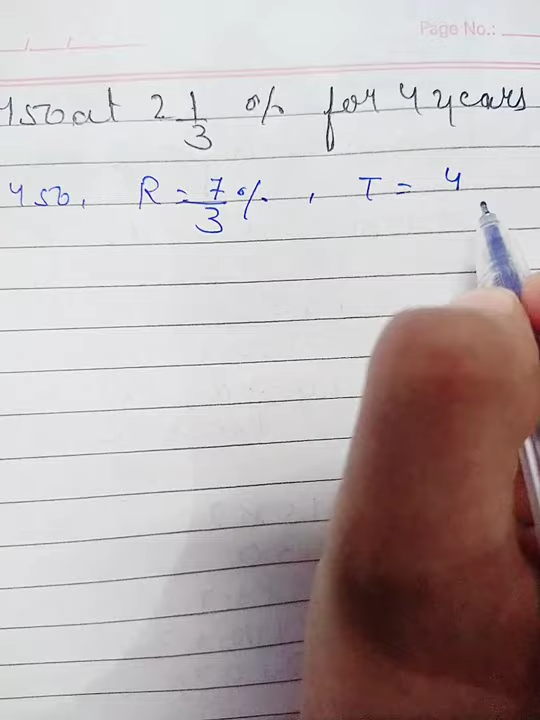 Page No.:
450 at 2 1/3 % for 4 years
450, R = 7/3 %, T = 4